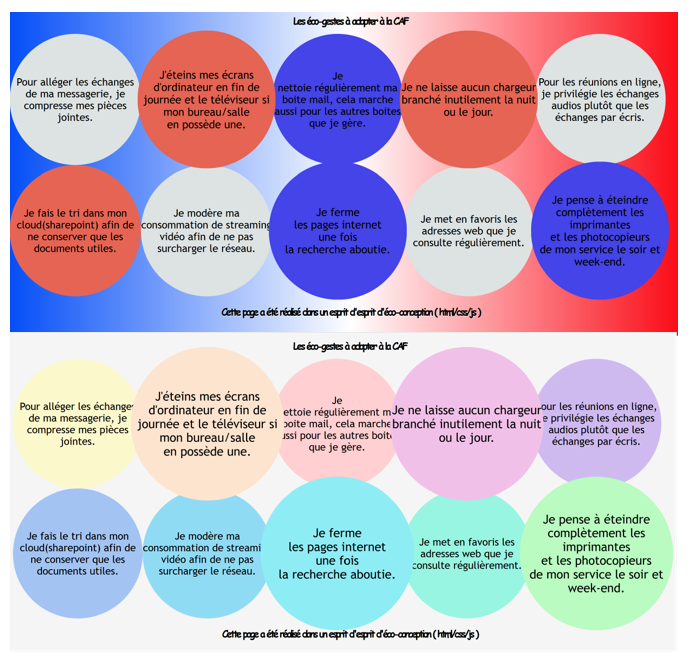 Les éco-gestes à adopter à la CAF
Pour alléger les échanges
de ma messagerie, je
compresse mes pièces
jointes.
J'éteins mes écrans
d'ordinateur en fin de
journée et le téléviseur si
mon bureau/salle
en possède une.
Je
nettoie régulièrement ma
boite mail, cela marche
aussi pour les autres boites
que je gère.
Je ne laisse aucun chargeur
branché inutilement la nuit
ou le jour.
Pour les réunions en ligne,
je privilégie les échanges
audios plutôt que les
échanges par écris.
Je fais le tri dans mon
cloud(sharepoint) afin de
ne conserver que les
documents utiles.
Je modère ma
consommation de streaming
vidéo afin de ne pas
surcharger le réseau.
Je ferme
les pages internet
une fois
la recherche aboutie.
Je met en favoris les
adresses web que je
consulte régulièrement.
Je pense à éteindre
complètement les
imprimantes
et les photocopieurs
de mon service le soir et
week-end.
Cette page a été réalisé dans un esprit d'esprit d'éco-conception ( html/css/js )
Les éco-gestes à adopter à la CAF
Pour alléger les échanges
de ma messagerie, je
compresse mes pièces
jointes.
J'éteins mes écrans
d'ordinateur en fin de
journée et le téléviseur si
mon bureau/salle
en possède une.
Je
ettoie régulièrement m
boite mail, cela marche
ussi pour les autres boite
que je gère.
Je ne laisse aucun chargeur
branché inutilement la nuit
ou le jour.
our les réunions en ligne,
e privilégie les échanges
audios plutôt que les
échanges par écris.
Je fais le tri dans mon
cloud(sharepoint) afin de
ne conserver que les
documents utiles.
Je modère ma
consommation de streami
vidéo afin de ne pas
surcharger le réseau.
Je ferme
les pages internet
une fois
la recherche aboutie.
Je met en favoris les
adresses web que je
consulte régulièrement.
Je pense à éteindre
complètement les
imprimantes
et les photocopieurs
de mon service le soir et
week-end.
Cette page a été réalisé dans un esprit d'esprit d'éco-conception ( html/css/js )